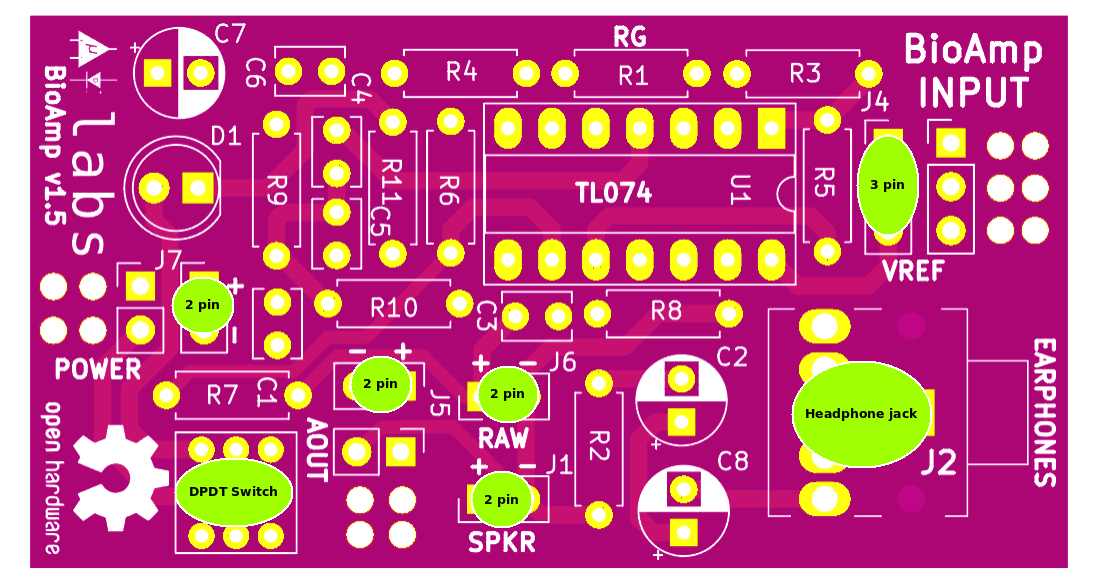 C7
RG
BioAmp
INPUT
C6
C4
R4
R1
R3
J4
µ
BioAmp v1.5
labs
D1
R9
R11
R6
TL074
U1
R5
3 pin
C5
VREF
J7
+
2 pin
-
POWER
R10
C3
R8
C2
- +
J6
+ -
2 pin
J5
2 pin
RAW
R7
C1
AOUT
R2
EARPHONES
Headphone jack
J2
open hardware
DPDT Switch
J1
+ -
2 pin
SPKR
C8
+
+
+